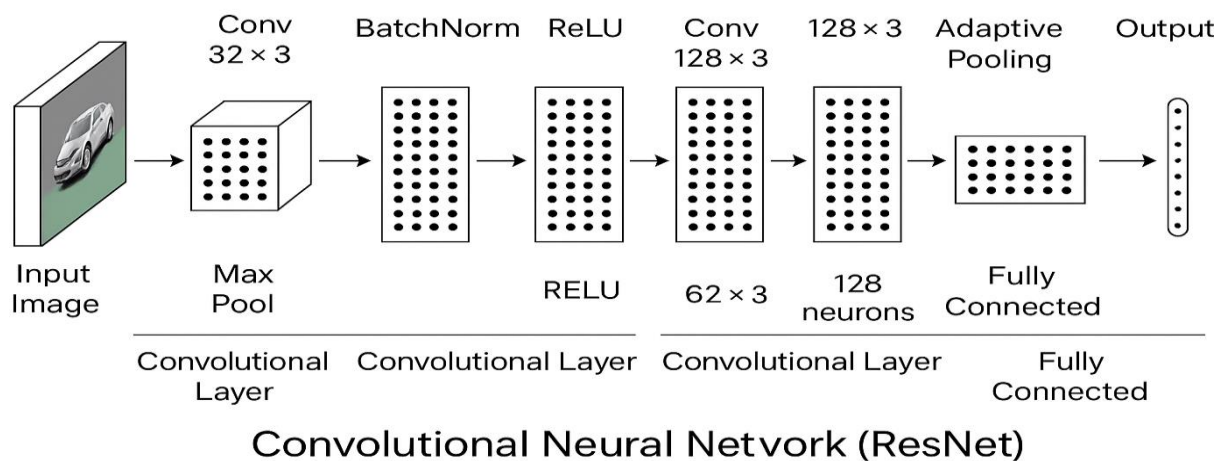 Conv
32 × 3
BatchNorm
ReLU
Conv
128 × 3
128 × 3
Adaptive
Pooling
Output
Input
Image
Max
Pool
RELU
62 × 3
128
neurons
Fully
Connected
Convolutional
Layer
Convolutional Layer
Convolutional Layer
Fully
Connected
Convolutional Neural Network (ResNet)